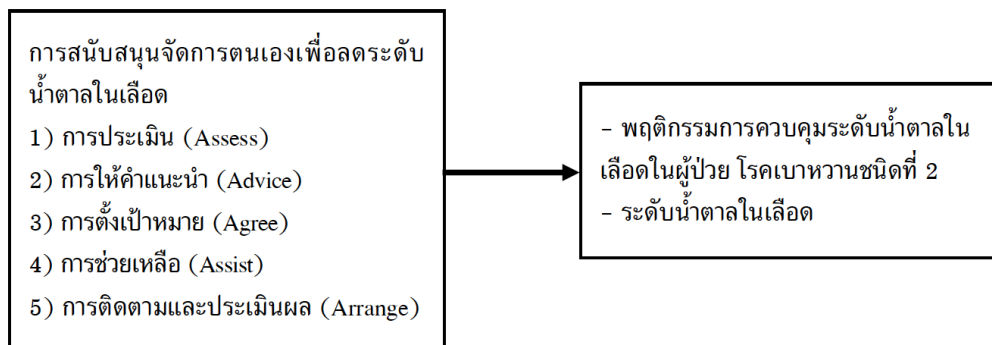 การสนับสนุนจัดการตนเองเพื่อลดระดับ
น้ำตาลในเลือด
1) การประเมิน (Assess)
2) การให้คำแนะนำ (Advice)
3) การตั้งเป้าหมาย (Agree)
4) การช่วยเหลือ (Assist)
5) การติดตามและประเมินผล (Arrange)
- พฤติกรรมการควบคุมระดับน้ำตาลใน
เลือดในผู้ป่วย โรคเบาหวานชนิดที่ 2
- ระดับน้ำตาลในเลือด